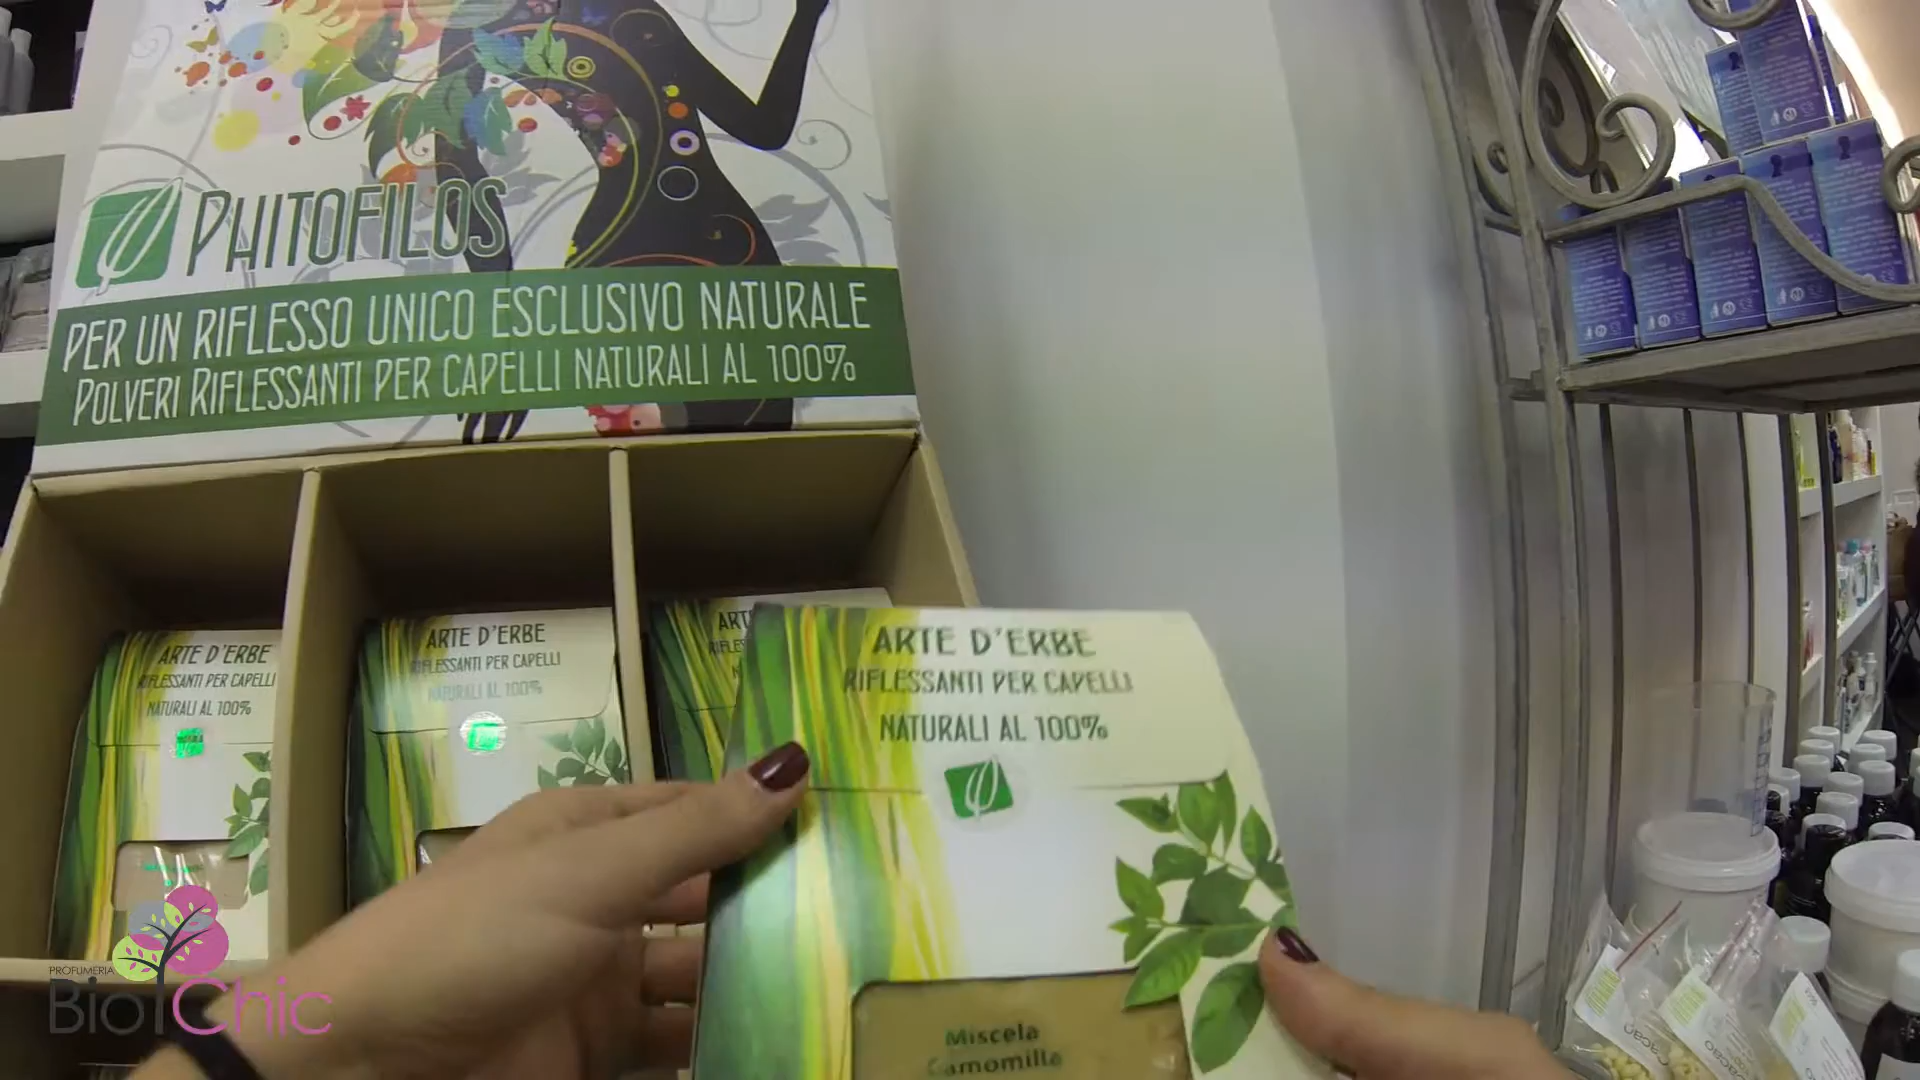 PHITOFILOS
PER UN RIFLESSO UNICO ESCLUSIVO NATURALE
POLVERI RIFLESSANTI PER CAPELLI NATURALI AL 100%
ARTE D'ERBE
RIFLESSANTI PER CAPELLI
NATURALI AL 100%
ARTE D'ERBE
RIFLESSANTI PER CAPELLI
NATURALI AL 100%
ART
ARTE D'ERBE
RIFLESSANTI PER CAPELLI
NATURALI AL 100%
Miscela
Camomilla
PROFUMERIA
BioChic